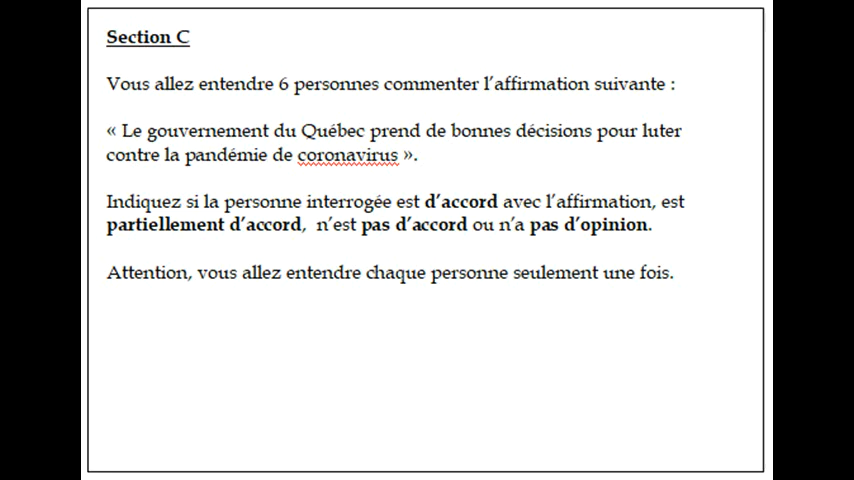 Section C
Vous allez entendre 6 personnes commenter l’affirmation suivante :
« Le gouvernement du Québec prend de bonnes décisions pour luter
contre la pandémie de coronavirus ».
Indiquez si la personne interrogée est d’accord avec l’affirmation, est
partiellement d’accord, n’est pas d’accord ou n’a pas d’opinion.
Attention, vous allez entendre chaque personne seulement une fois.